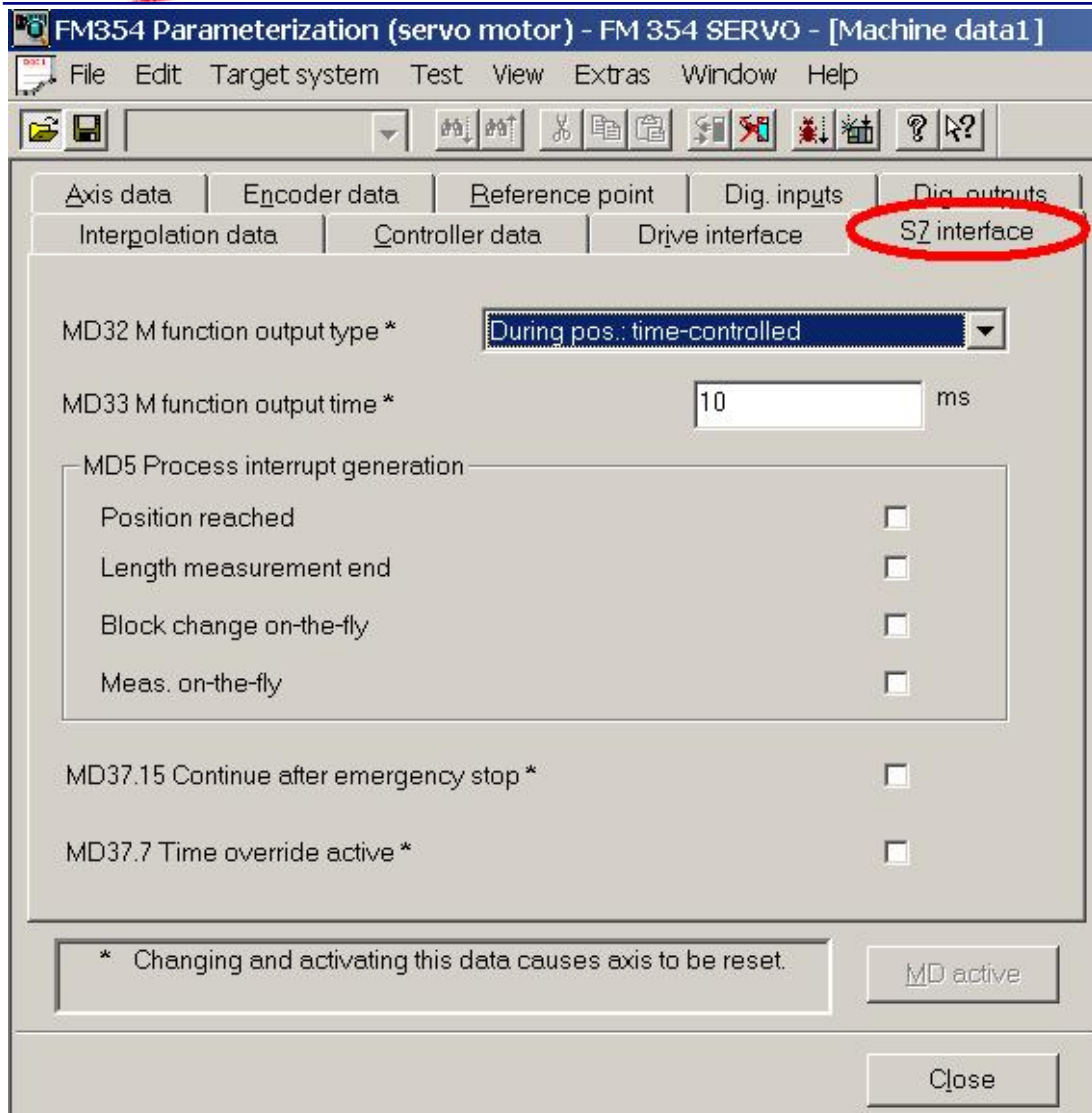 FM354 Parameterization (servo motor) - FM 354 SERVO - [Machine data1]
File Edit Target system Test View Extras Window Help
Axis data Encoder data Reference point Dig. inputs Dig. outputs
Interpolation data Controller data Drive interface S7 interface
MD32 M function output type * During pos.: time-controlled
MD33 M function output time * 10 ms
MD5 Process interrupt generation
Position reached
Length measurement end
Block change on-the-fly
Meas. on-the-fly
MD37.15 Continue after emergency stop *
MD37.7 Time override active *
* Changing and activating this data causes axis to be reset.
MD active
Close